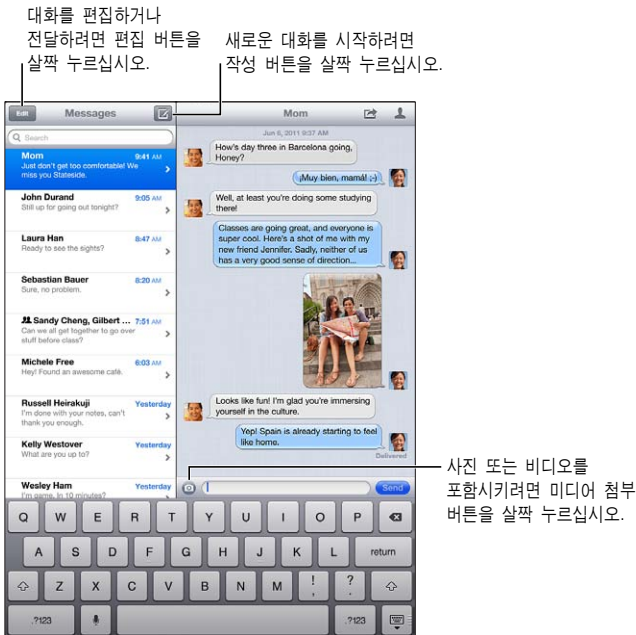 대화를 편집하거나
전달하려면 편집 버튼을
살짝 누르십시오.
새로운 대화를 시작하려면
작성 버튼을 살짝 누르십시오.
Edit
Messages
Search
Mom 9:41 AM
Just don't get too comfortable! We
miss you Stateside.
John Durand 9:05 AM
Still up for going out tonight?
Laura Han 8:47 AM
Ready to see the sights?
Sebastian Bauer 8:20 AM
Sure, no problem.
Sandy Cheng, Gilbert ... 7:51 AM
Can we all get together to go over
stuff before class?
Michele Free 6:03 AM
Hey! Found an awesome café.
Russell Heirakuji Yesterday
I'm done with your notes, can't
thank you enough.
Kelly Westover Yesterday
What are you up to?
Wesley Ham Yesterday
I'm game. In 10 minutes?
Mom
Jun 6, 2011 9:37 AM
How's day three in Barcelona going,
Honey?
¡Muy bien, mamá! ;-)
Well, at least you're doing some studying
there!
Classes are going great, and everyone is
super cool. Here's a shot of me with my
new friend Jennifer. Sadly, neither of us
has a very good sense of direction...
Looks like fun! I'm glad you're immersing
yourself in the culture.
Yep! Spain is already starting to feel
like home.
Delivered
Send
사진 또는 비디오를
포함시키려면 미디어 첨부
버튼을 살짝 누르십시오.
Q W E R T Y U I O P
A S D F G H J K L return
Z X C V B N M ! , ? .
.?123 .?123